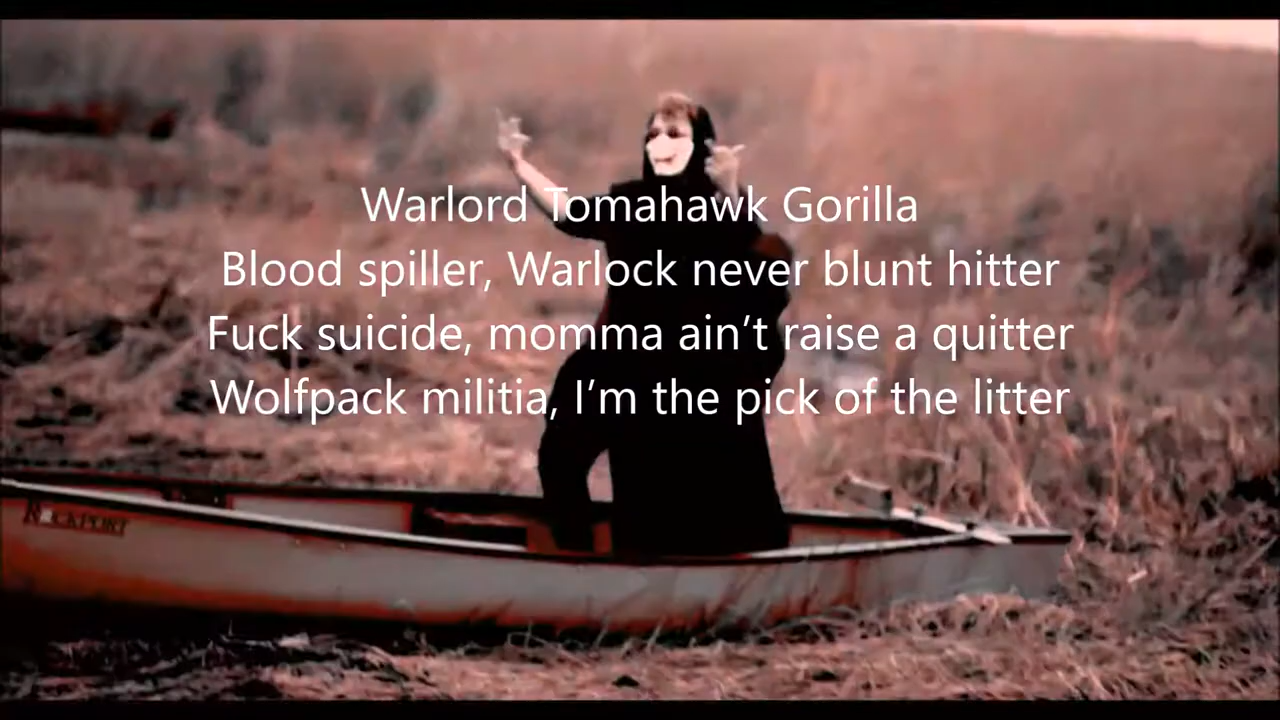 Warlord Tomahawk Gorilla
Blood spiller, Warlock never blunt hitter
Fuck suicide, momma ain’t raise a quitter
Wolfpack militia, I’m the pick of the litter
ROCKPORT